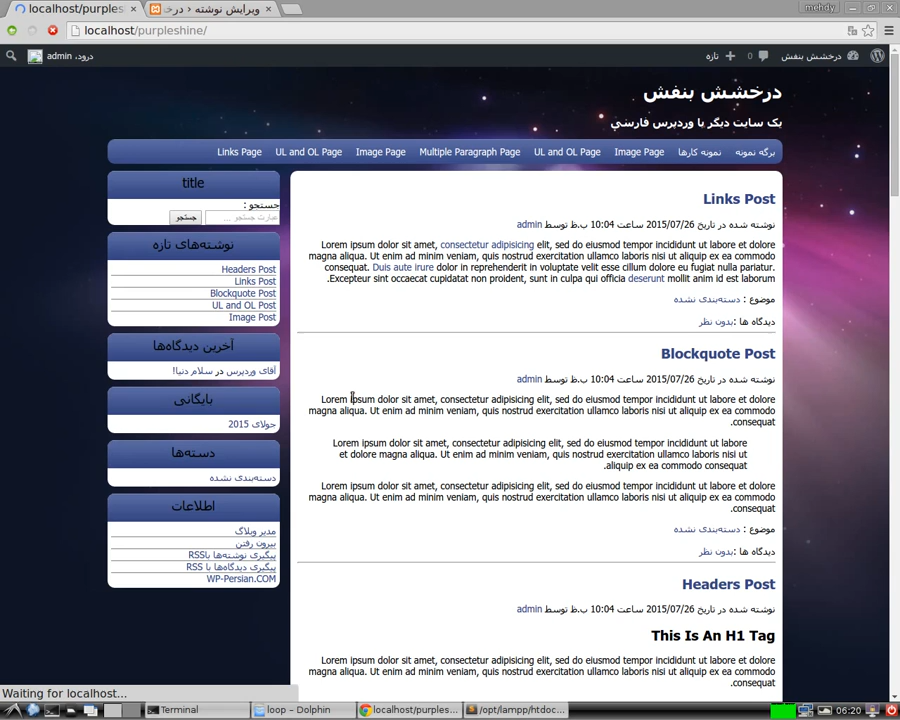 localhost/purples
ویرایش نوشته ‹ درخ
mehdy
localhost/purpleshine/
درخشش بنفش
0
تازه
درود، admin
درخشش بنفش
یک سایت دیگر با وردپرس فارسی
برگه نمونه
نمونه کارها
Image Page
UL and OL Page
Multiple Paragraph Page
Image Page
UL and OL Page
Links Page
title
جستجو :
عبارت جستجو …
جستجو
نوشته‌های تازه
Headers Post
Links Post
Blockquote Post
UL and OL Post
Image Post
آخرین دیدگاه‌ها
آقای وردپرس در سلام دنیا!
بایگانی
جولای 2015
دسته‌ها
دسته‌بندی نشده
اطلاعات
مدیر وبلاگ
بیرون رفتن
پیگیری نوشته‌ها باRSS
پیگیری دیدگاه‌ها با RSS
WP-Persian.COM
Links Post
نوشته شده در تاریخ 2015/07/26 ساعت 10:04 ب.ظ توسط admin
Lorem ipsum dolor sit amet, consectetur adipisicing elit, sed do eiusmod tempor incididunt ut labore et dolore
magna aliqua. Ut enim ad minim veniam, quis nostrud exercitation ullamco laboris nisi ut aliquip ex ea commodo
consequat. Duis aute irure dolor in reprehenderit in voluptate velit esse cillum dolore eu fugiat nulla pariatur.
.Excepteur sint occaecat cupidatat non proident, sunt in culpa qui officia deserunt mollit anim id est laborum
موضوع : دسته‌بندی نشده
دیدگاه ها :بدون نظر
Blockquote Post
نوشته شده در تاریخ 2015/07/26 ساعت 10:04 ب.ظ توسط admin
Lorem ipsum dolor sit amet, consectetur adipisicing elit, sed do eiusmod tempor incididunt ut labore et dolore
magna aliqua. Ut enim ad minim veniam, quis nostrud exercitation ullamco laboris nisi ut aliquip ex ea commodo
.consequat
Lorem ipsum dolor sit amet, consectetur adipisicing elit, sed do eiusmod tempor incididunt ut labore
et dolore magna aliqua. Ut enim ad minim veniam, quis nostrud exercitation ullamco laboris nisi ut
.aliquip ex ea commodo consequat
Lorem ipsum dolor sit amet, consectetur adipisicing elit, sed do eiusmod tempor incididunt ut labore et dolore
magna aliqua. Ut enim ad minim veniam, quis nostrud exercitation ullamco laboris nisi ut aliquip ex ea commodo
.consequat
موضوع : دسته‌بندی نشده
دیدگاه ها :بدون نظر
Headers Post
نوشته شده در تاریخ 2015/07/26 ساعت 10:04 ب.ظ توسط admin
This Is An H1 Tag
Lorem ipsum dolor sit amet, consectetur adipisicing elit, sed do eiusmod tempor incididunt ut labore et dolore
magna aliqua. Ut enim ad minim veniam, quis nostrud exercitation ullamco laboris nisi ut aliquip ex ea commodo
.consequat
Waiting for localhost...
Terminal
loop – Dolphin
localhost/purples...
/opt/lampp/htdoc...
06:20